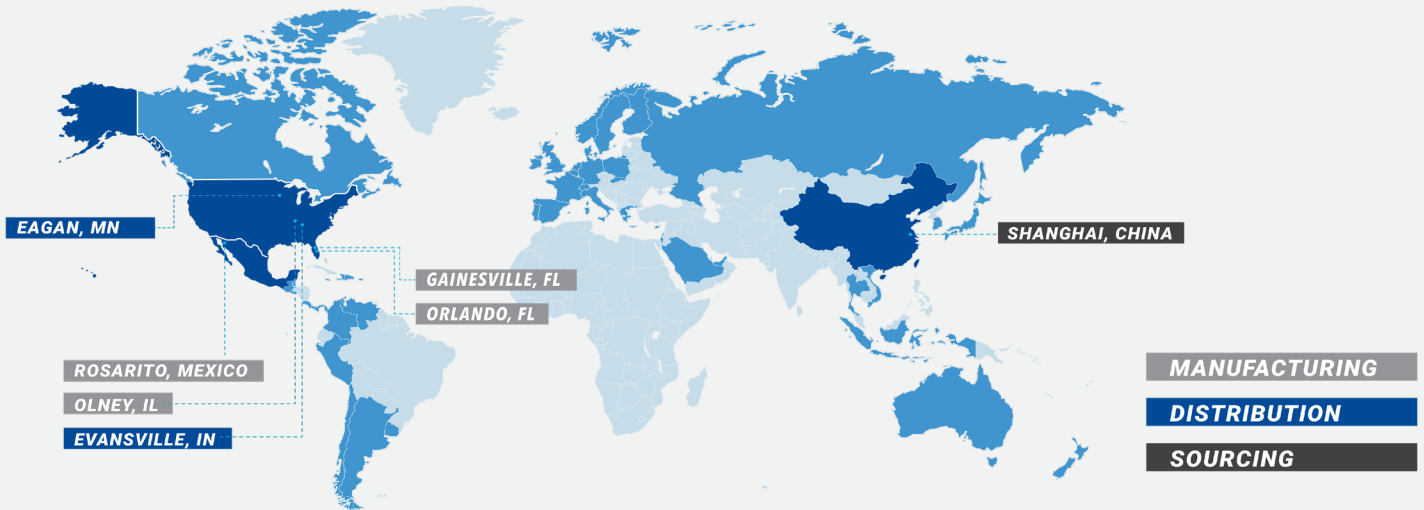 EAGAN, MN
SHANGHAI, CHINA
GAINESVILLE, FL
ORLANDO, FL
ROSARITO, MEXICO
OLNEY, IL
EVANSVILLE, IN
MANUFACTURING
DISTRIBUTION
SOURCING